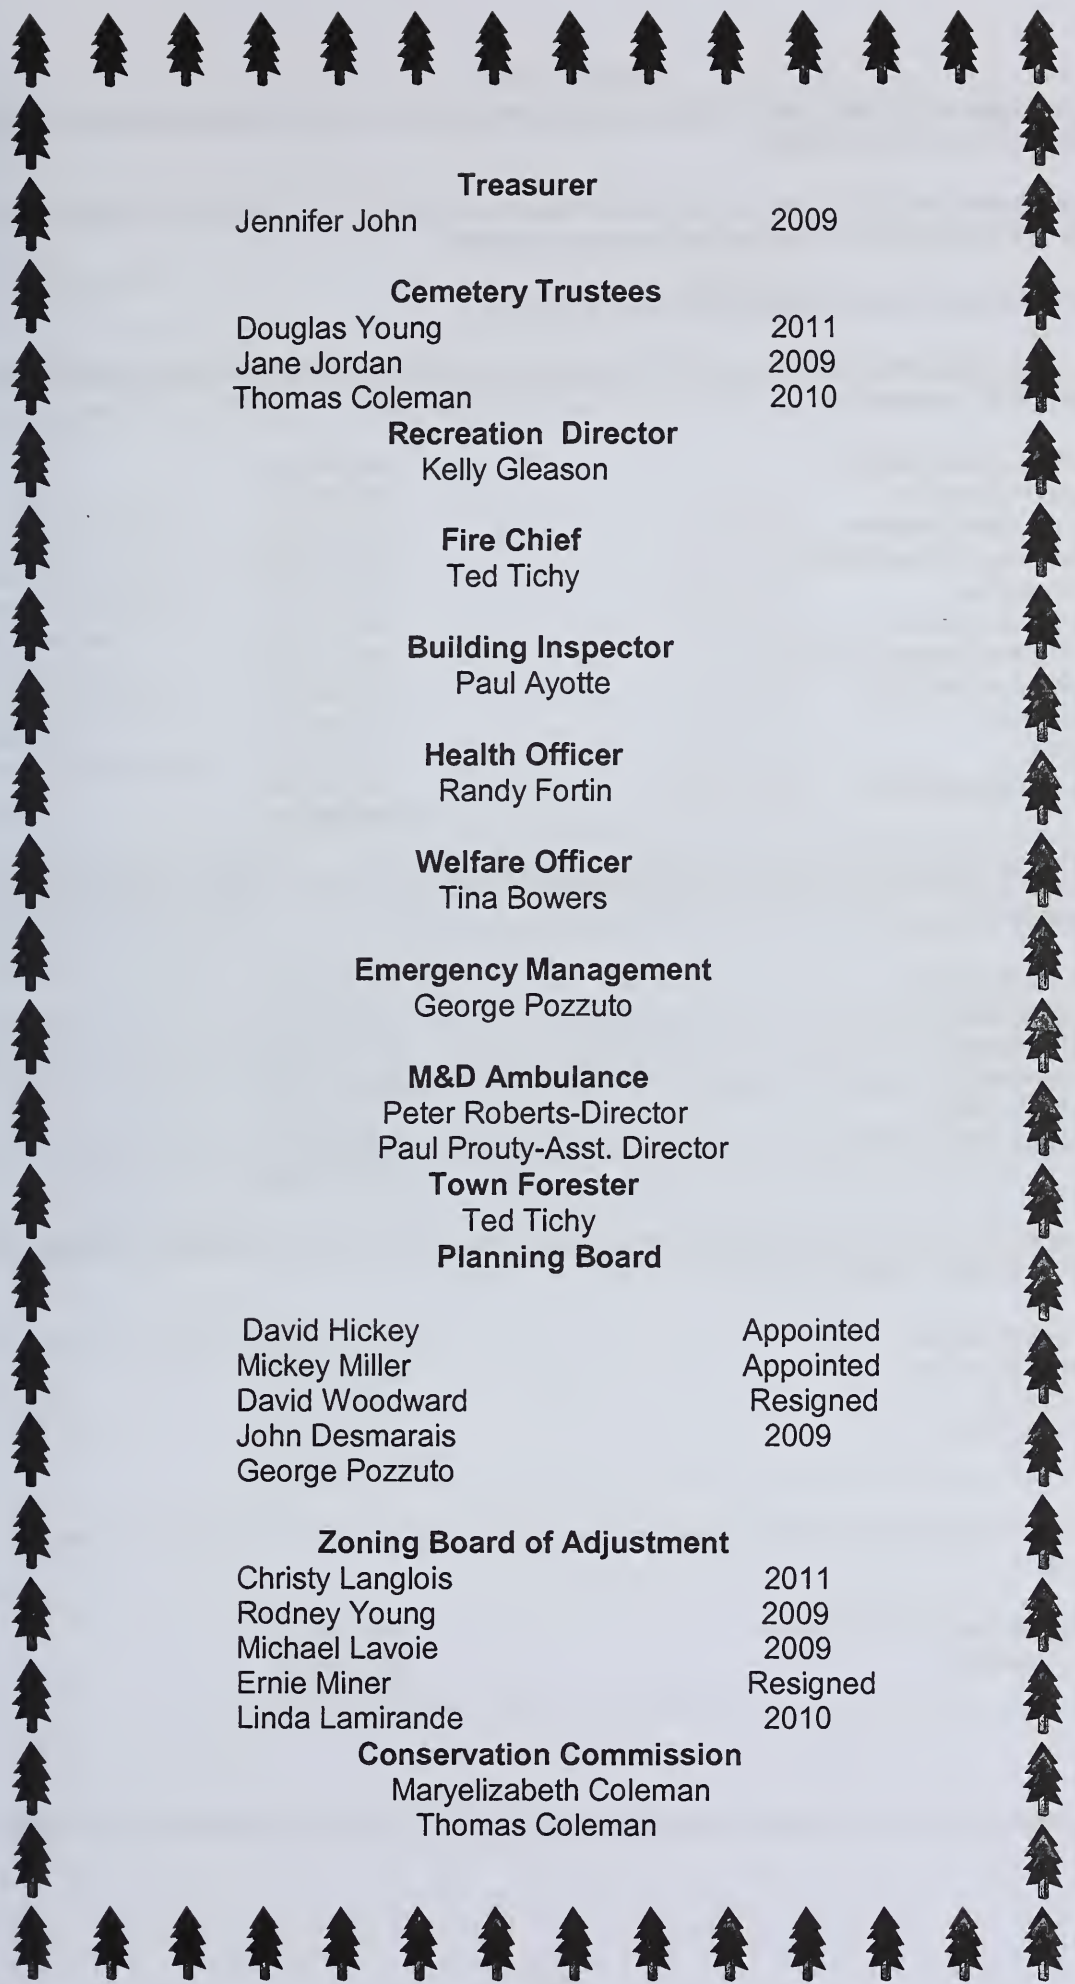 Treasurer
Jennifer John 2009
Cemetery Trustees
Douglas Young 2011
Jane Jordan 2009
Thomas Coleman 2010
Recreation Director
Kelly Gleason
Fire Chief
Ted Tichy
Building Inspector
Paul Ayotte
Health Officer
Randy Fortin
Welfare Officer
Tina Bowers
Emergency Management
George Pozzuto
M&D Ambulance
Peter Roberts-Director
Paul Prouty-Asst. Director
Town Forester
Ted Tichy
Planning Board
David Hickey Appointed
Mickey Miller Appointed
David Woodward Resigned
John Desmarais 2009
George Pozzuto
Zoning Board of Adjustment
Christy Langlois 2011
Rodney Young 2009
Michael Lavoie 2009
Ernie Miner Resigned
Linda Lamirande 2010
Conservation Commission
Maryelizabeth Coleman
Thomas Coleman